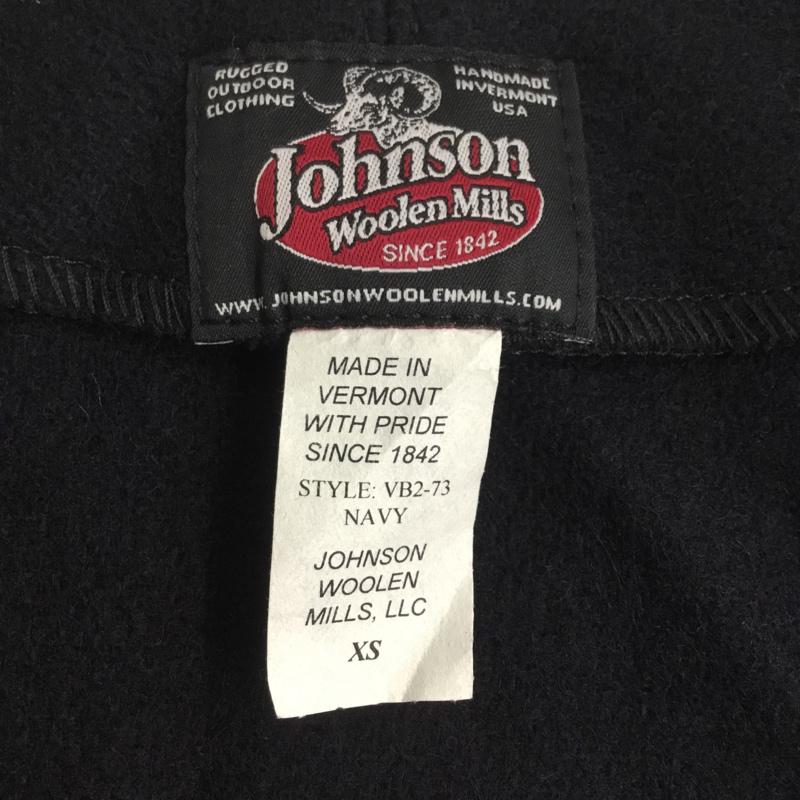 RUGGED
OUTDOOR
CLOTHING
HANDMADE
IN VERMONT
USA
Johnson
Woolen Mills
SINCE 1842
WWW.JOHNSONWOOLENMILLS.COM
MADE IN
VERMONT
WITH PRIDE
SINCE 1842
STYLE: VB2-73
NAVY
JOHNSON
WOOLEN
MILLS, LLC
XS